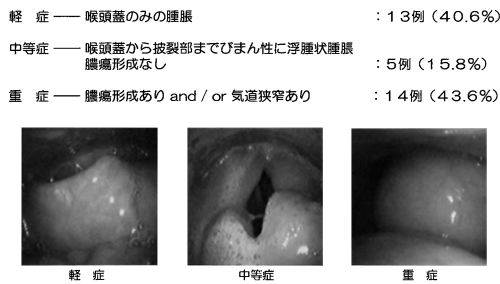 軽　症 ── 喉頭蓋のみの腫脹　：１３例（４０.６％）
中等症 ── 喉頭蓋から披裂部までびまん性に浮腫状腫脹
膿瘍形成なし　：５例（１５.８％）
重　症 ── 膿瘍形成あり and / or 気道狭窄あり　：１４例（４３.６％）
軽　症　中等症　重　症